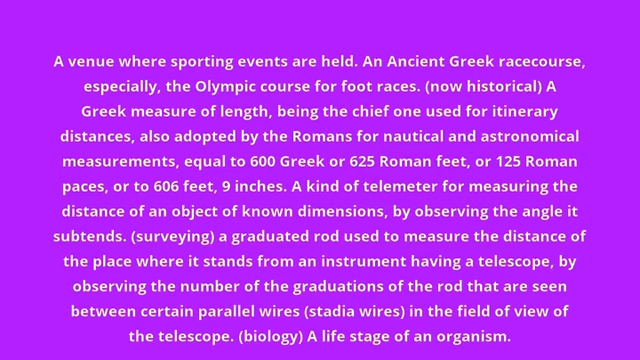 A venue where sporting events are held. An Ancient Greek racecourse,
especially, the Olympic course for foot races. (now historical) A
Greek measure of length, being the chief one used for itinerary
distances, also adopted by the Romans for nautical and astronomical
measurements, equal to 600 Greek or 625 Roman feet, or 125 Roman
paces, or to 606 feet, 9 inches. A kind of telemeter for measuring the
distance of an object of known dimensions, by observing the angle it
subtends. (surveying) a graduated rod used to measure the distance of
the place where it stands from an instrument having a telescope, by
observing the number of the graduations of the rod that are seen
between certain parallel wires (stadia wires) in the field of view of
the telescope. (biology) A life stage of an organism.